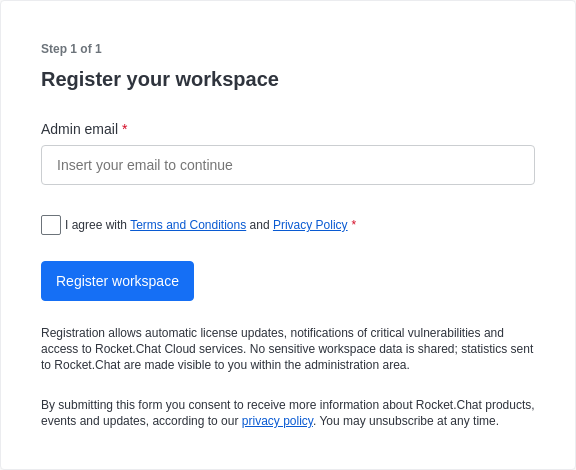 Step 1 of 1
Register your workspace
Admin email *
Insert your email to continue
I agree with Terms and Conditions and Privacy Policy *
Register workspace
Registration allows automatic license updates, notifications of critical vulnerabilities and
access to Rocket.Chat Cloud services. No sensitive workspace data is shared; statistics sent
to Rocket.Chat are made visible to you within the administration area.
By submitting this form you consent to receive more information about Rocket.Chat products,
events and updates, according to our privacy policy. You may unsubscribe at any time.